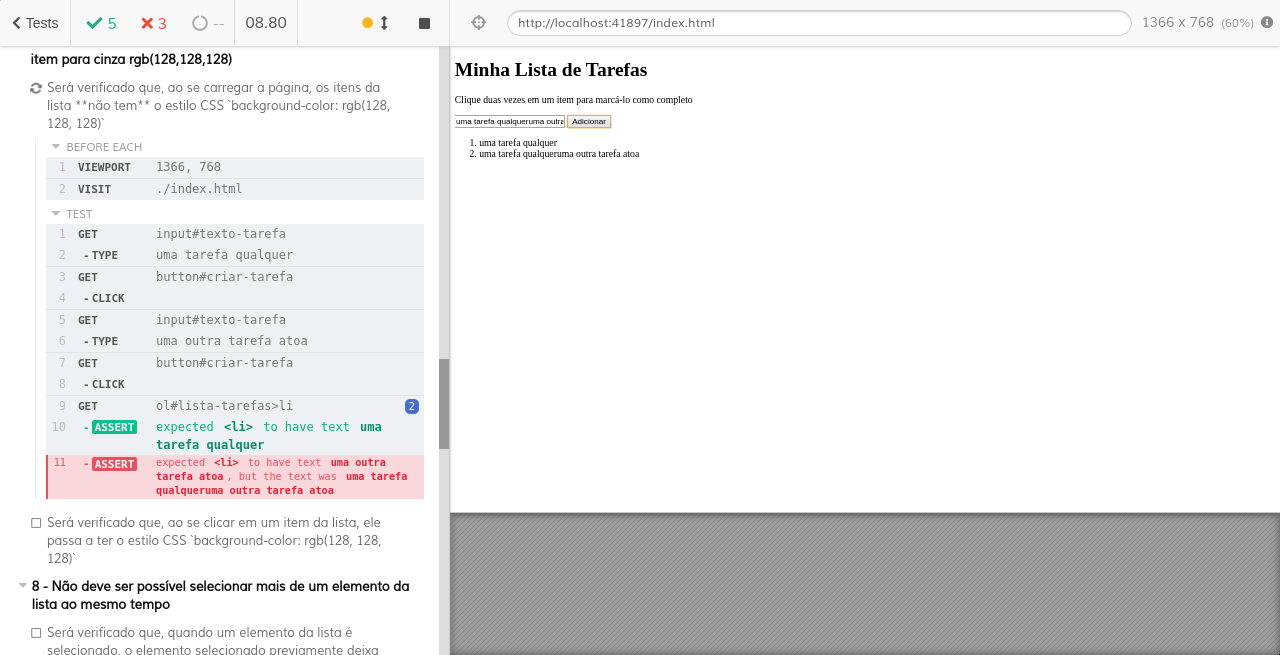 Tests
5
3
--
08.80
http://localhost:41897/index.html
1366 x 768 (60%)
item para cinza rgb(128,128,128)
Será verificado que, ao se carregar a página, os itens da
lista **não tem** o estilo CSS `background-color: rgb(128,
128, 128)`
BEFORE EACH
1 VIEWPORT 1366, 768
2 VISIT ./index.html
TEST
1 GET input#texto-tarefa
2 -TYPE uma tarefa qualquer
3 GET button#criar-tarefa
4 -CLICK
5 GET input#texto-tarefa
6 -TYPE uma outra tarefa atoa
7 GET button#criar-tarefa
8 -CLICK
9 GET ol#lista-tarefas>li 2
10 -ASSERT expected <li> to have text uma
tarefa qualquer
11 -ASSERT expected <li> to have text uma outra
tarefa atoa, but the text was uma tarefa
qualqueruma outra tarefa atoa
Será verificado que, ao se clicar em um item da lista, ele
passa a ter o estilo CSS `background-color: rgb(128, 128,
128)`
8 - Não deve ser possível selecionar mais de um elemento da
lista ao mesmo tempo
Será verificado que, quando um elemento da lista é
selecionado, o elemento selecionado previamente deixa
Minha Lista de Tarefas
Clique duas vezes em um item para marcá-lo como completo
uma tarefa qualqueruma outra
Adicionar
1. uma tarefa qualquer
2. uma tarefa qualqueruma outra tarefa atoa